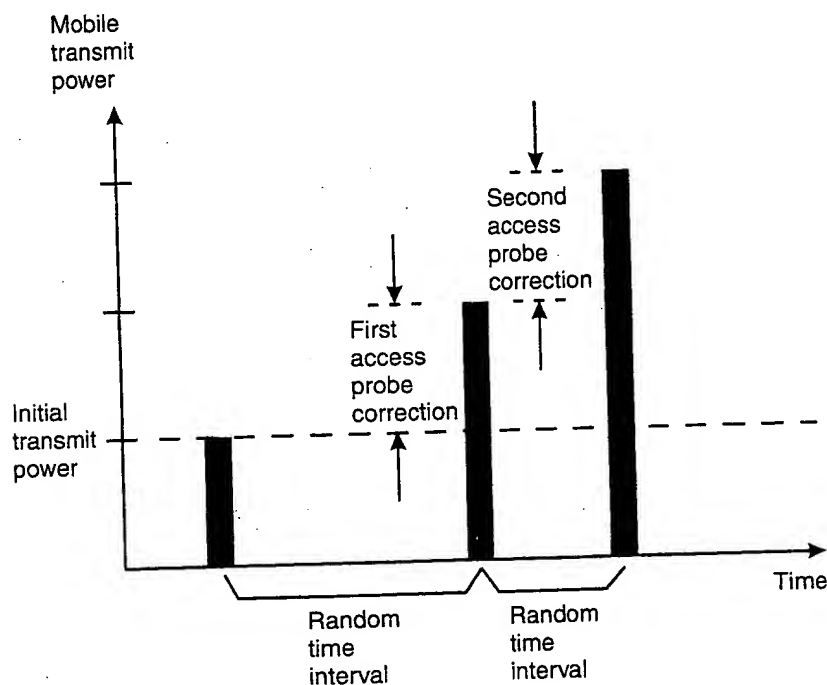 Mobile
transmit
power
Second
access
probe
correction
First
access
probe
correction
Initial
transmit
power
Time
Random
time
interval
Random
time
interval